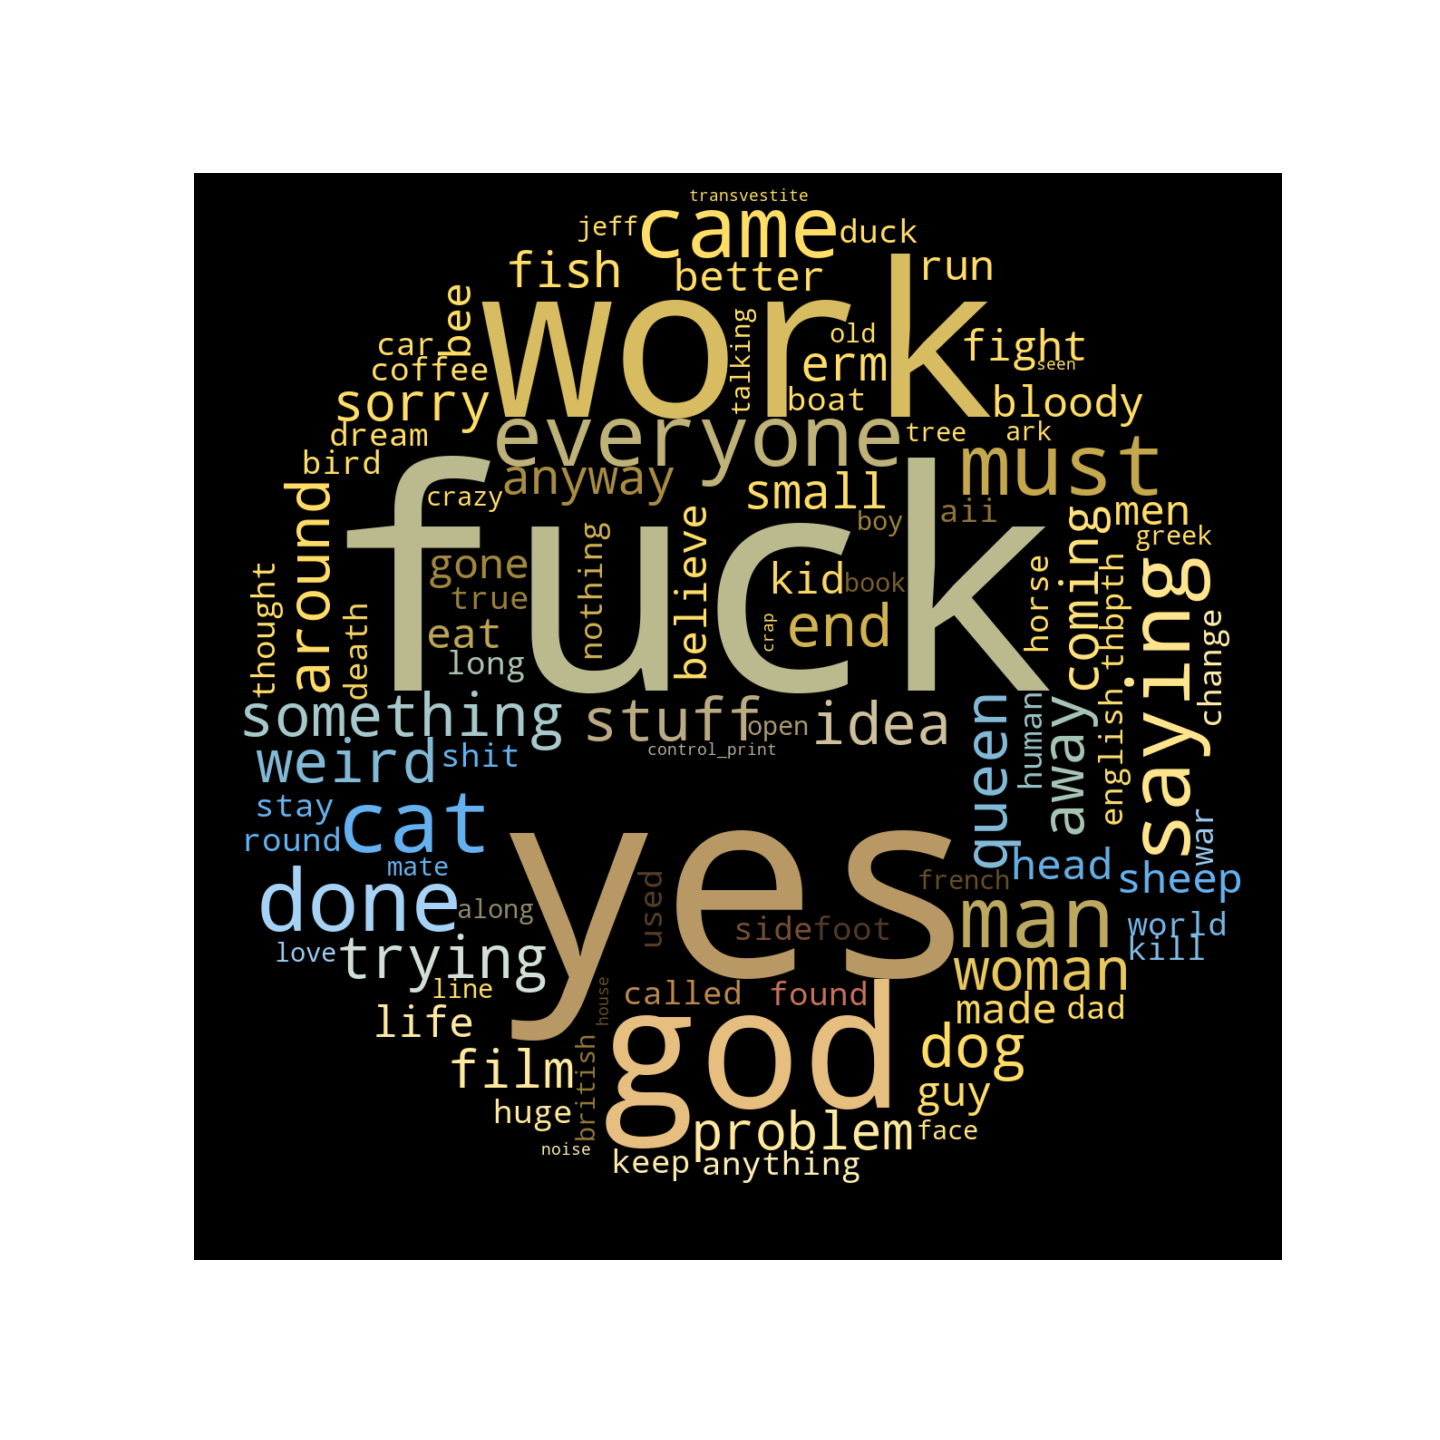 transvestite
jeff
came
duck
fish
better
run
work
bee
talking
old
car
erm
fight
seen
coffee
boat
sorry
bloody
everyone
tree
ark
dream
must
bird
anyway
crazy
small
around
fuck
believe
boy
aii
coming
men
greek
gone
nothing
kid
book
horse
thbpth
saying
thought
true
death
crap
end
eat
long
change
something
stuff
open
idea
queen
human
away
english
weird
shit
control_print
stay
cat
round
yes
war
mate
head
sheep
done
along
used
french
man
side
foot
world
love
trying
kill
woman
line
house
called
found
made
dad
life
god
film
british
dog
huge
guy
problem
face
noise
keep
anything